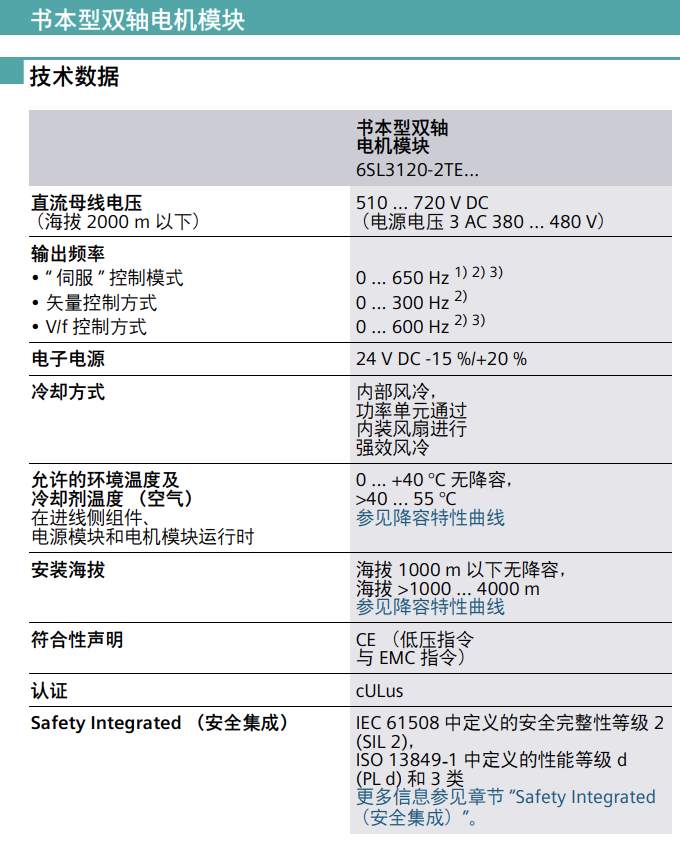 书本型双轴电机模块
技术数据
书本型双轴
电机模块
6SL3120-2TE...
直流母线电压
（海拔 2000 m 以下）
510 ... 720 V DC
（电源电压 3 AC 380 ... 480 V）
输出频率
• “ 伺服 ” 控制模式
0 ... 650 Hz 1) 2) 3)
• 矢量控制方式
0 ... 300 Hz 2)
• V/f 控制方式
0 ... 600 Hz 2) 3)
电子电源
24 V DC -15 %/+20 %
冷却方式
内部风冷，
功率单元通过
内装风扇进行
强效风冷
允许的环境温度及
冷却剂温度 （空气）
在进线侧组件、
电源模块和电机模块运行时
0 ... +40 °C 无降容，
>40 ... 55 °C
参见降容特性曲线
安装海拔
海拔 1000 m 以下无降容，
海拔 >1000 ... 4000 m
参见降容特性曲线
符合性声明
CE （低压指令
与 EMC 指令）
认证
cULus
Safety Integrated （安全集成）
IEC 61508 中定义的安全完整性等级 2
(SIL 2)，
ISO 13849-1 中定义的性能等级 d
(PL d) 和 3 类
更多信息参见章节 “Safety Integrated
（安全集成）”。